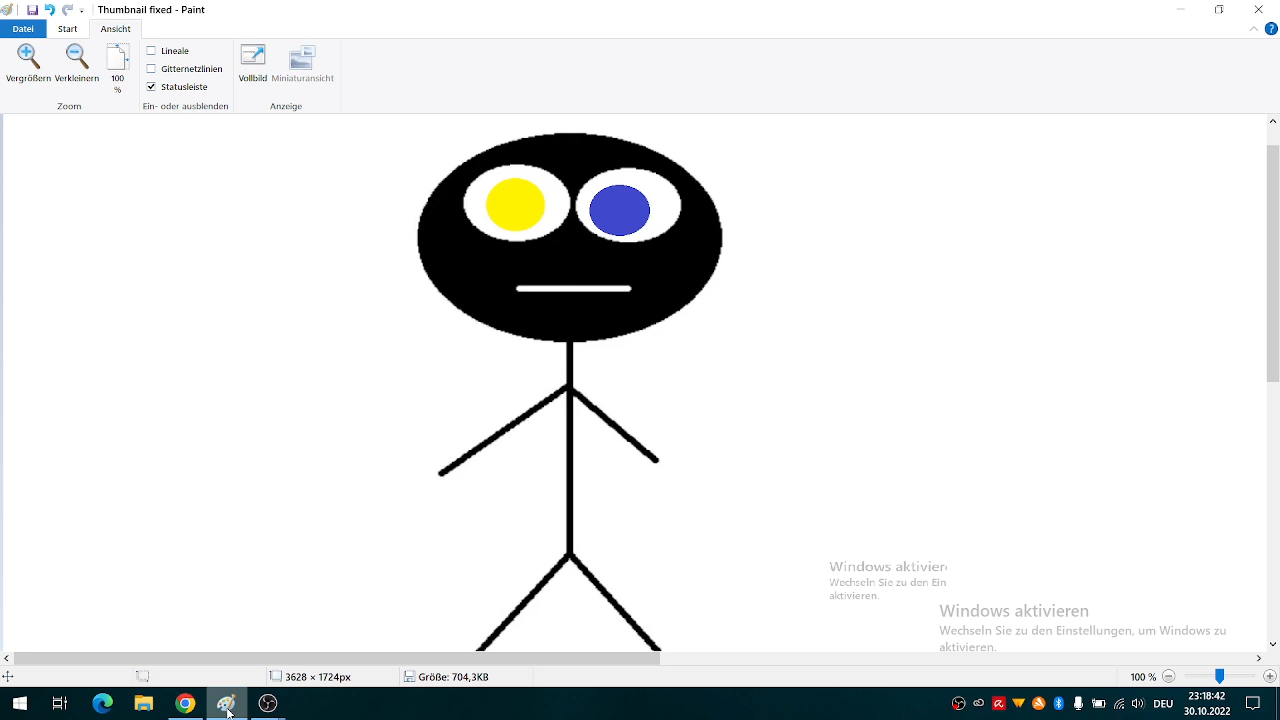 Thumbnail fixed - Paint
Datei Start Ansicht
Vergrößern Verkleinern 100 %
Zoom
Lineale
Gitternetzlinien
Statusleiste
Ein- oder ausblenden
Vollbild Miniaturansicht
Anzeige
Windows aktivier
Wechseln Sie zu den Ein
aktivieren.
Windows aktivieren
Wechseln Sie zu den Einstellungen, um Windows zu
aktivieren.
3628 × 1724px Größe: 704,3KB 100 %
DEU
23:18:42
30.10.2022